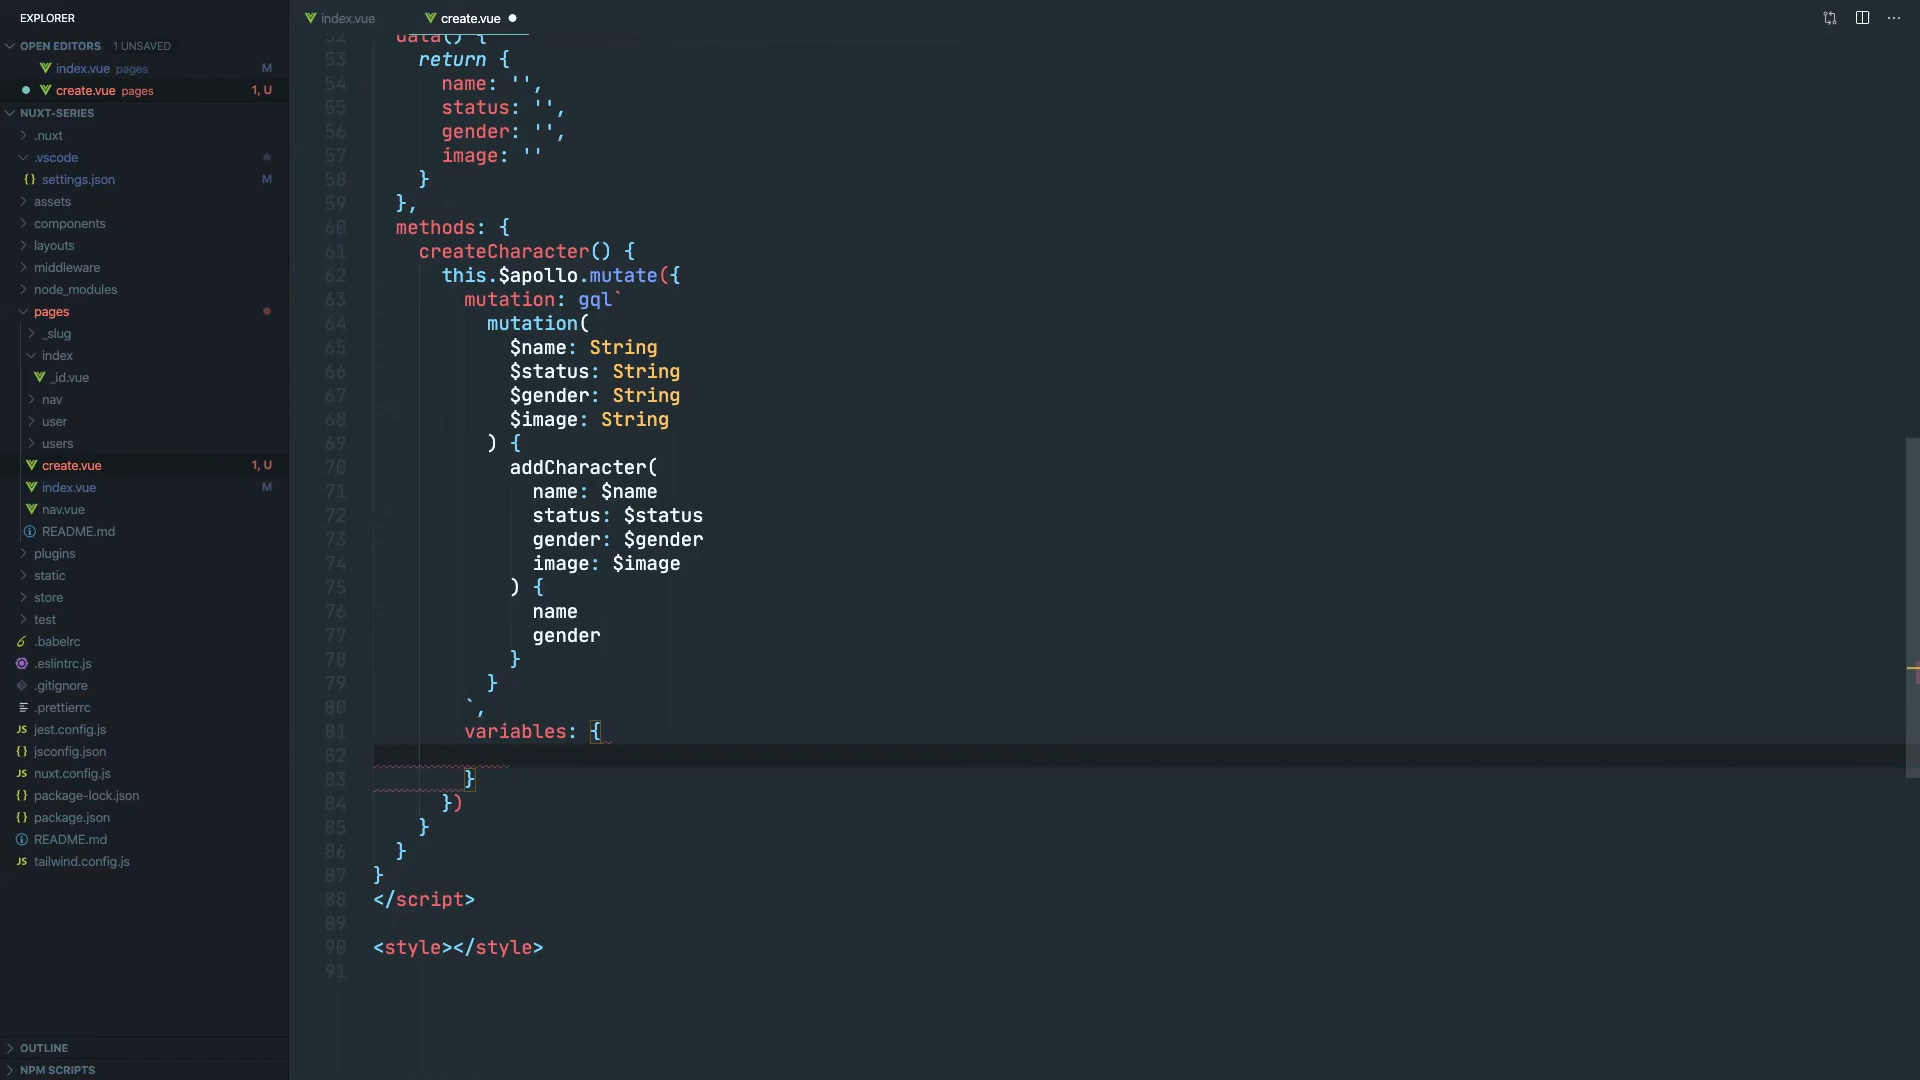 EXPLORER
OPEN EDITORS 1 UNSAVED
index.vue pages M
create.vue pages 1, U
NUXT-SERIES
.nuxt
.vscode
{} settings.json M
assets
components
layouts
middleware
node_modules
pages
_slug
index
_id.vue
nav
user
users
create.vue 1, U
index.vue M
nav.vue
README.md
plugins
static
store
test
.babelrc
.eslintrc.js
.gitignore
.prettierrc
JS jest.config.js
{} jsconfig.json
JS nuxt.config.js
{} package-lock.json
{} package.json
README.md
JS tailwind.config.js
OUTLINE
NPM SCRIPTS
index.vue
create.vue
52 data() {
53 return {
54 name: '',
55 status: '',
56 gender: '',
57 image: ''
58 }
59 },
60 methods: {
61 createCharacter() {
62 this.$apollo.mutate({
63 mutation: gql`
64 mutation(
65 $name: String
66 $status: String
67 $gender: String
68 $image: String
69 ) {
70 addCharacter(
71 name: $name
72 status: $status
73 gender: $gender
74 image: $image
75 ) {
76 name
77 gender
78 }
79 }
80 `,
81 variables: {
82
83 }
84 })
85 }
86 }
87 }
88 </script>
89
90 <style></style>
91